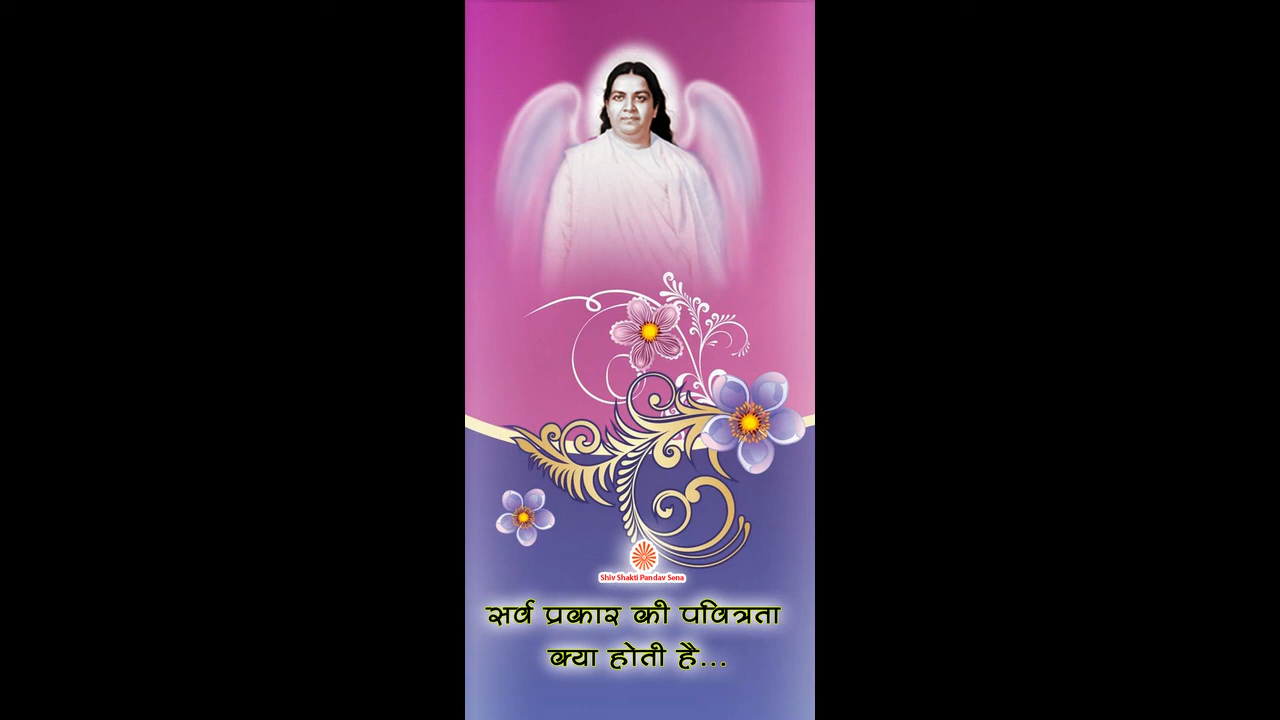 Shiv Shakti Pandav Sena
सर्व प्रकार की पवित्रता
क्या होती है...